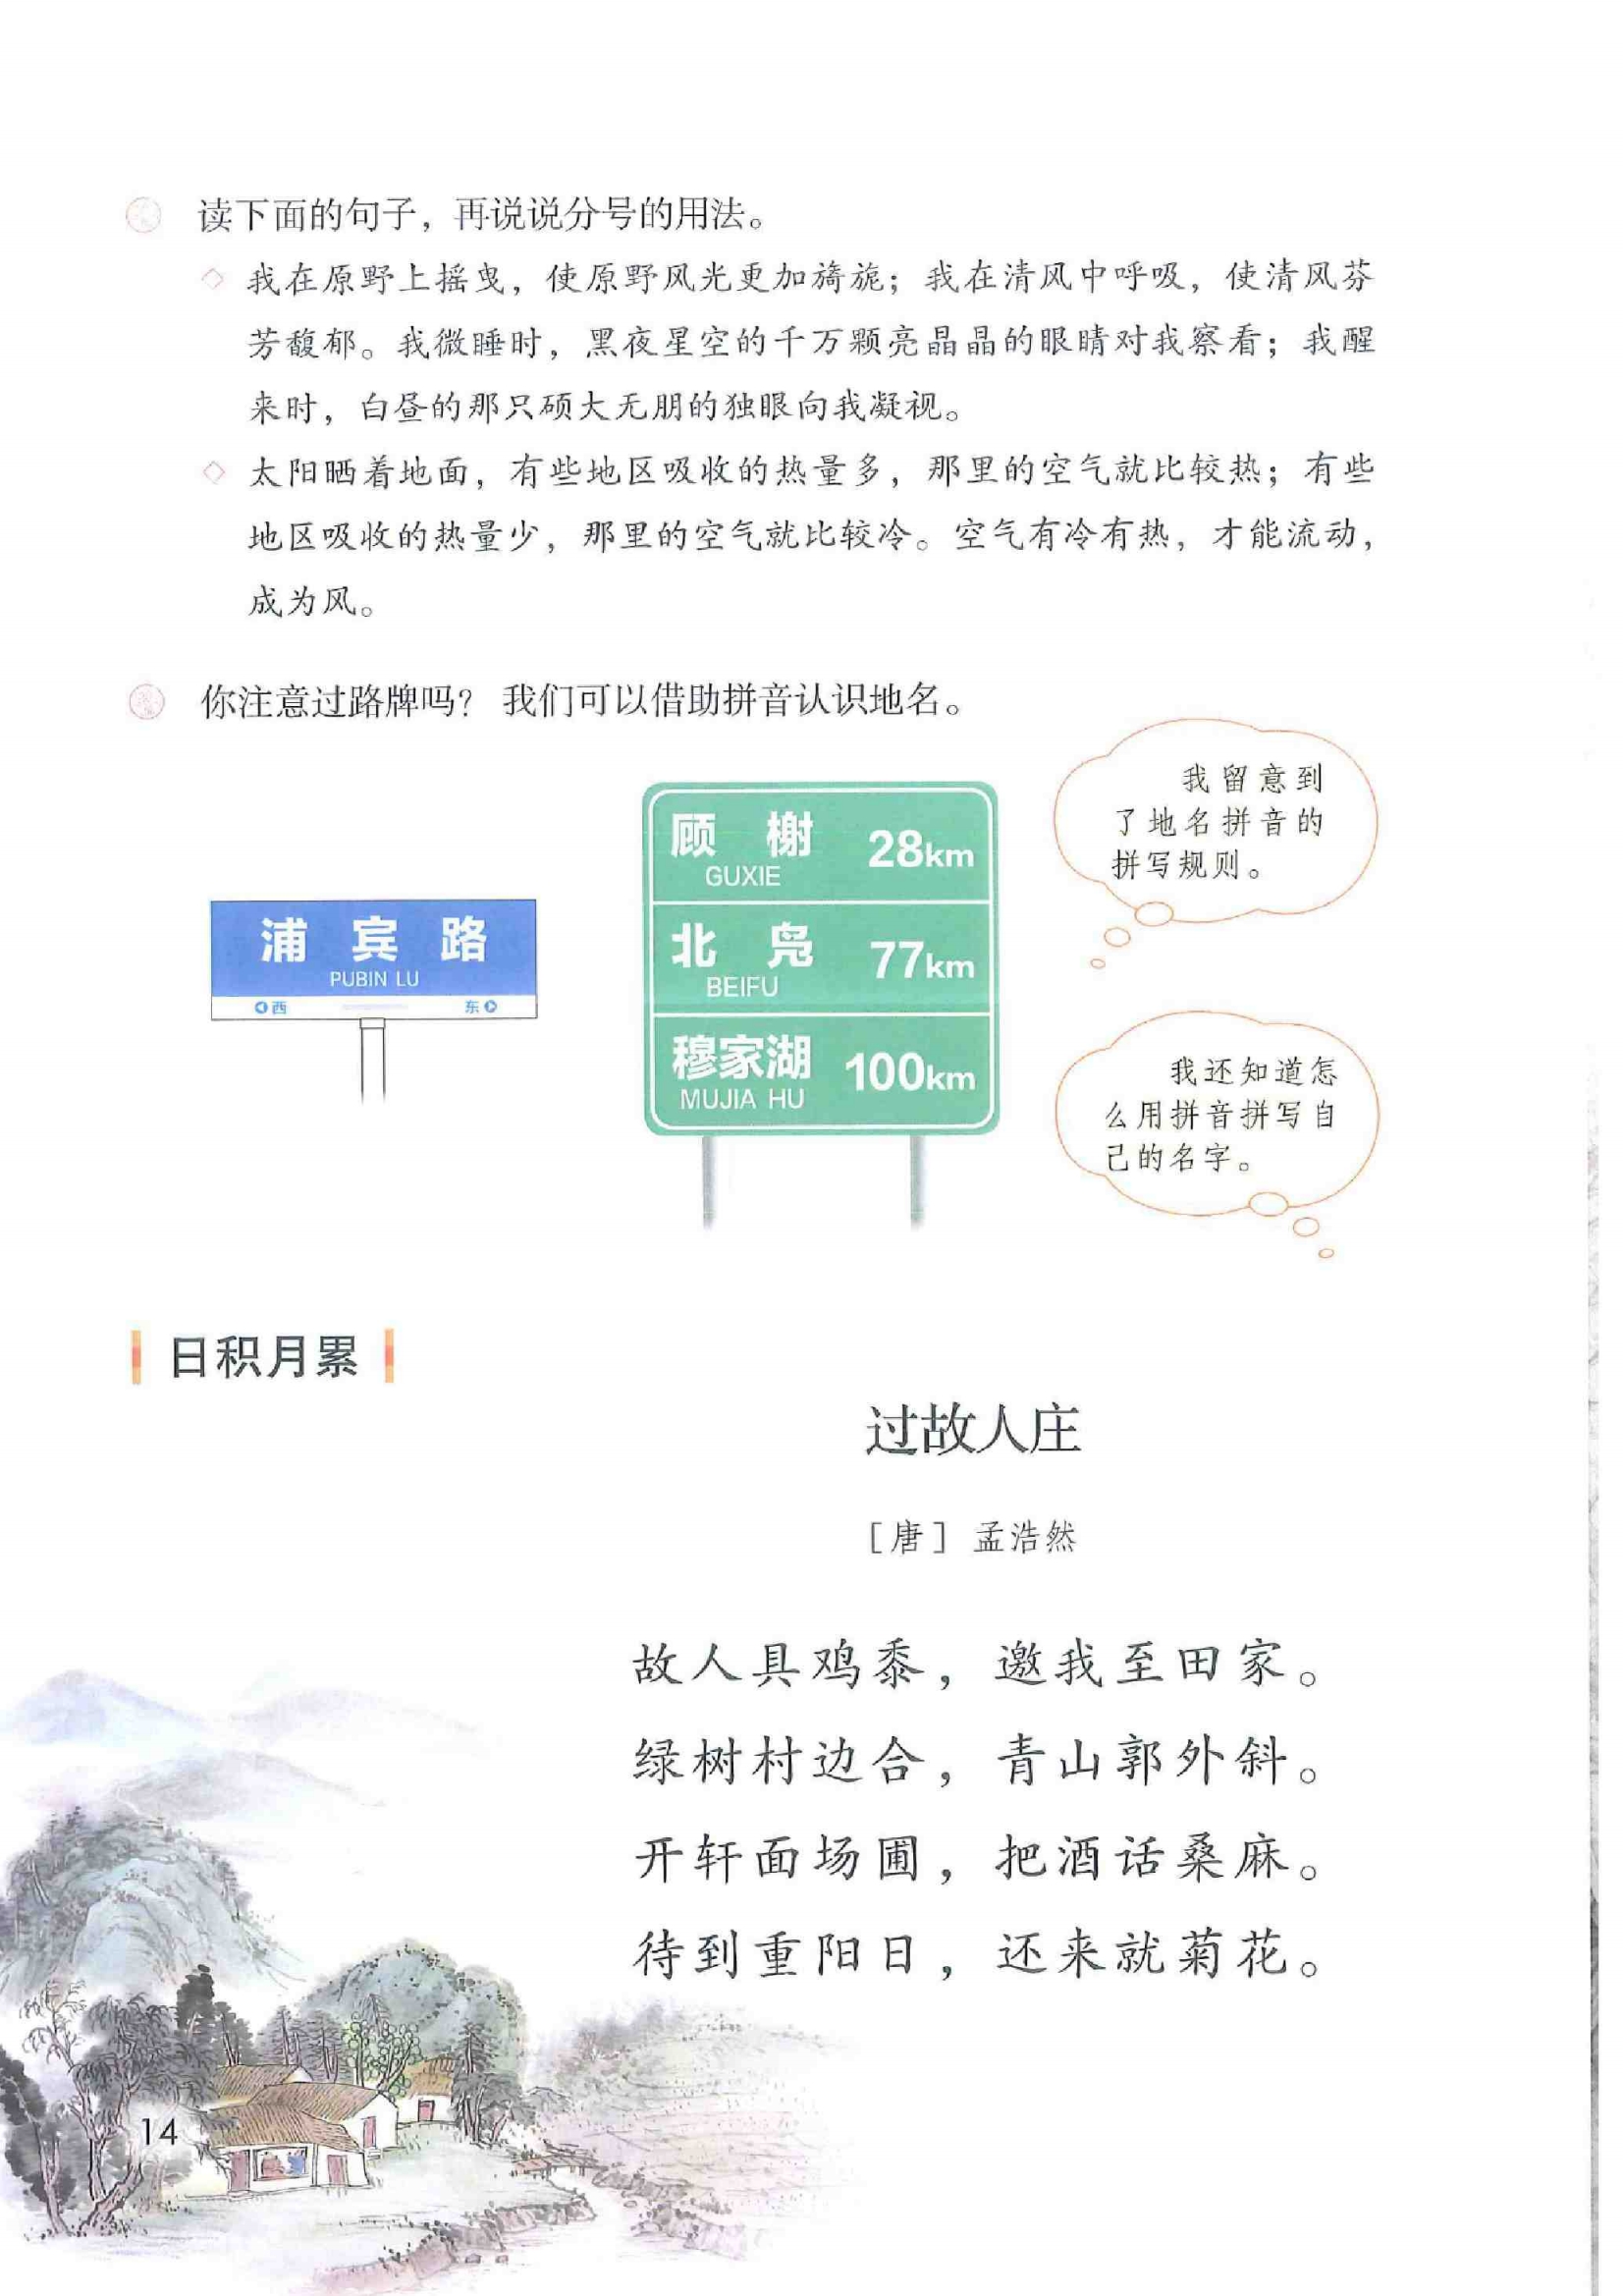 读下面的句子，再说说分号的用法。
我在原野上摇曳，使原野风光更加旖旎；我在清风中呼吸，使清风芬
芳馥郁。我微睡时，黑夜星空的千万颗亮晶晶的眼睛对我察看；我醒
来时，白昼的那只硕大无朋的独眼向我凝视。
太阳晒着地面，有些地区吸收的热量多，那里的空气就比较热；有些
地区吸收的热量少，那里的空气就比较冷。空气有冷有热，才能流动，
成为风。
你注意过路牌吗？我们可以借助拼音认识地名。
浦宾路
PUBIN LU
西 东
顾榭 28km
GUXIE
北凫 77km
BEIFU
穆家湖 100km
MUJIA HU
我留意到
了地名拼音的
拼写规则。
我还知道怎
么用拼音拼写自
己的名字。
日积月累
过故人庄
［唐］孟浩然
故人具鸡黍，邀我至田家。
绿树村边合，青山郭外斜。
开轩面场圃，把酒话桑麻。
待到重阳日，还来就菊花。
14